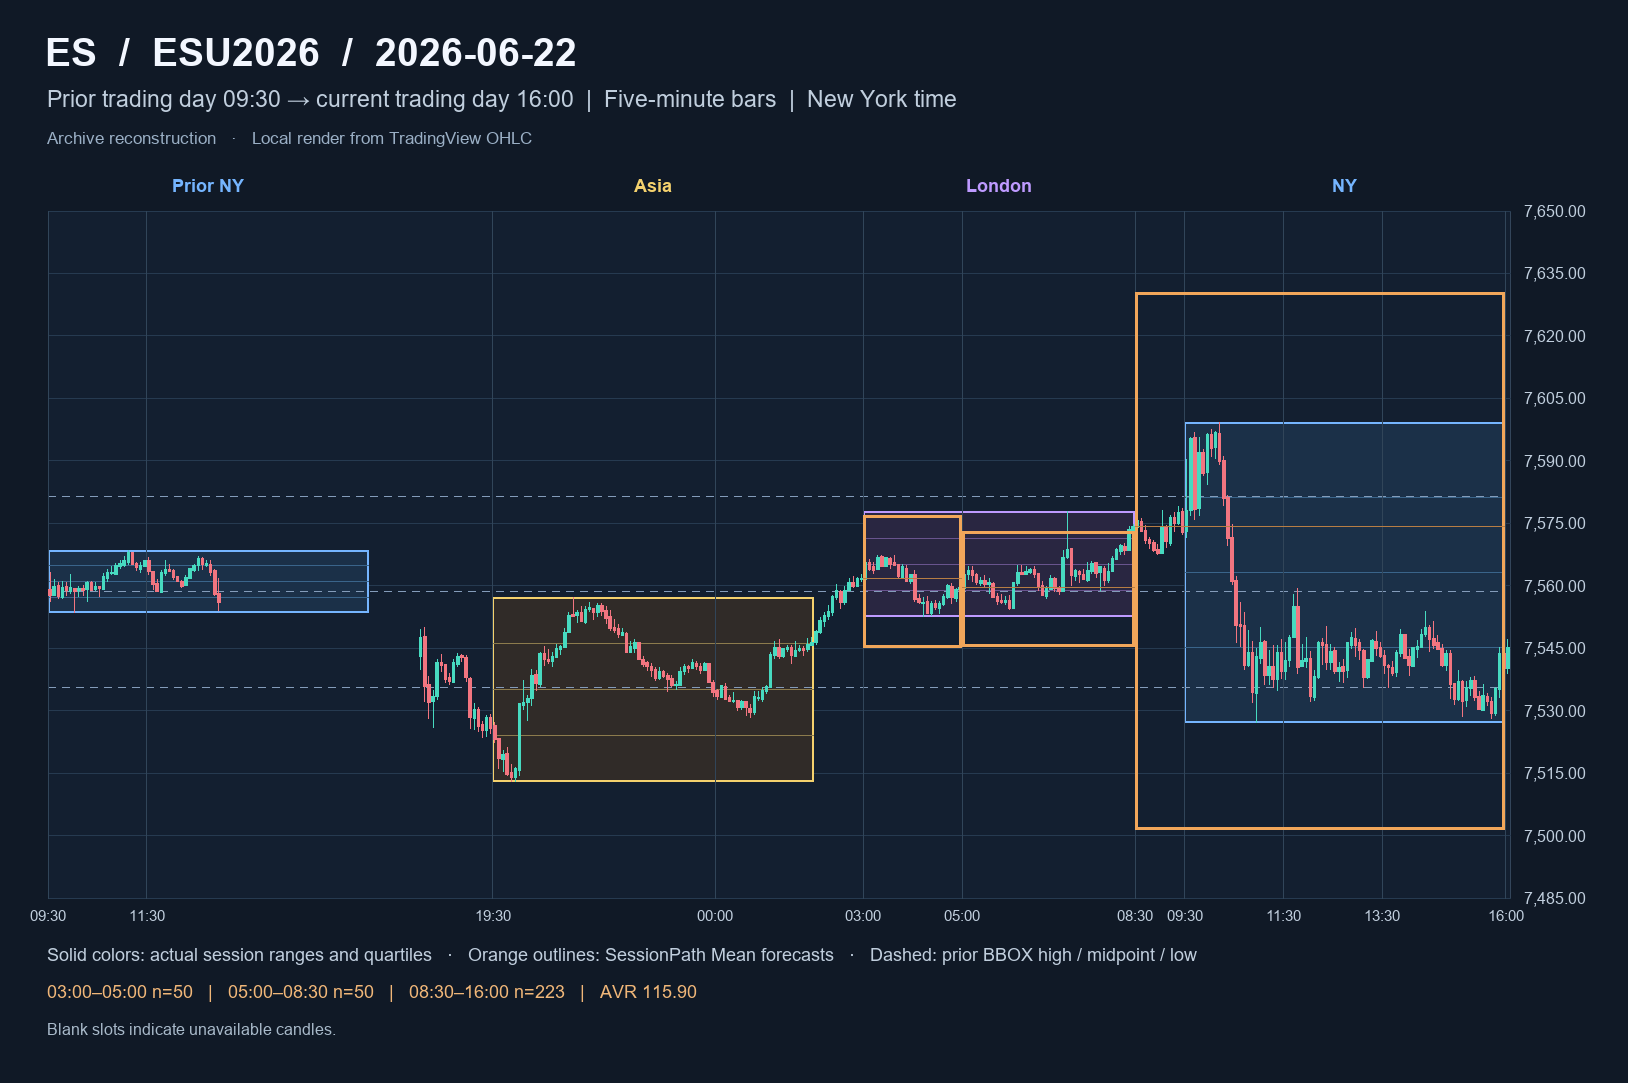 ES / ESU2026 / 2026-06-22
Prior trading day 09:30 → current trading day 16:00 | Five-minute bars | New York time
Archive reconstruction · Local render from TradingView OHLC
Prior NY Asia London NY
7,650.00
7,635.00
7,620.00
7,605.00
7,590.00
7,575.00
7,560.00
7,545.00
7,530.00
7,515.00
7,500.00
7,485.00
09:30 11:30 19:30 00:00 03:00 05:00 08:30 09:30 11:30 13:30 16:00
Solid colors: actual session ranges and quartiles · Orange outlines: SessionPath Mean forecasts · Dashed: prior BBOX high / midpoint / low
03:00–05:00 n=50 | 05:00–08:30 n=50 | 08:30–16:00 n=223 | AVR 115.90
Blank slots indicate unavailable candles.